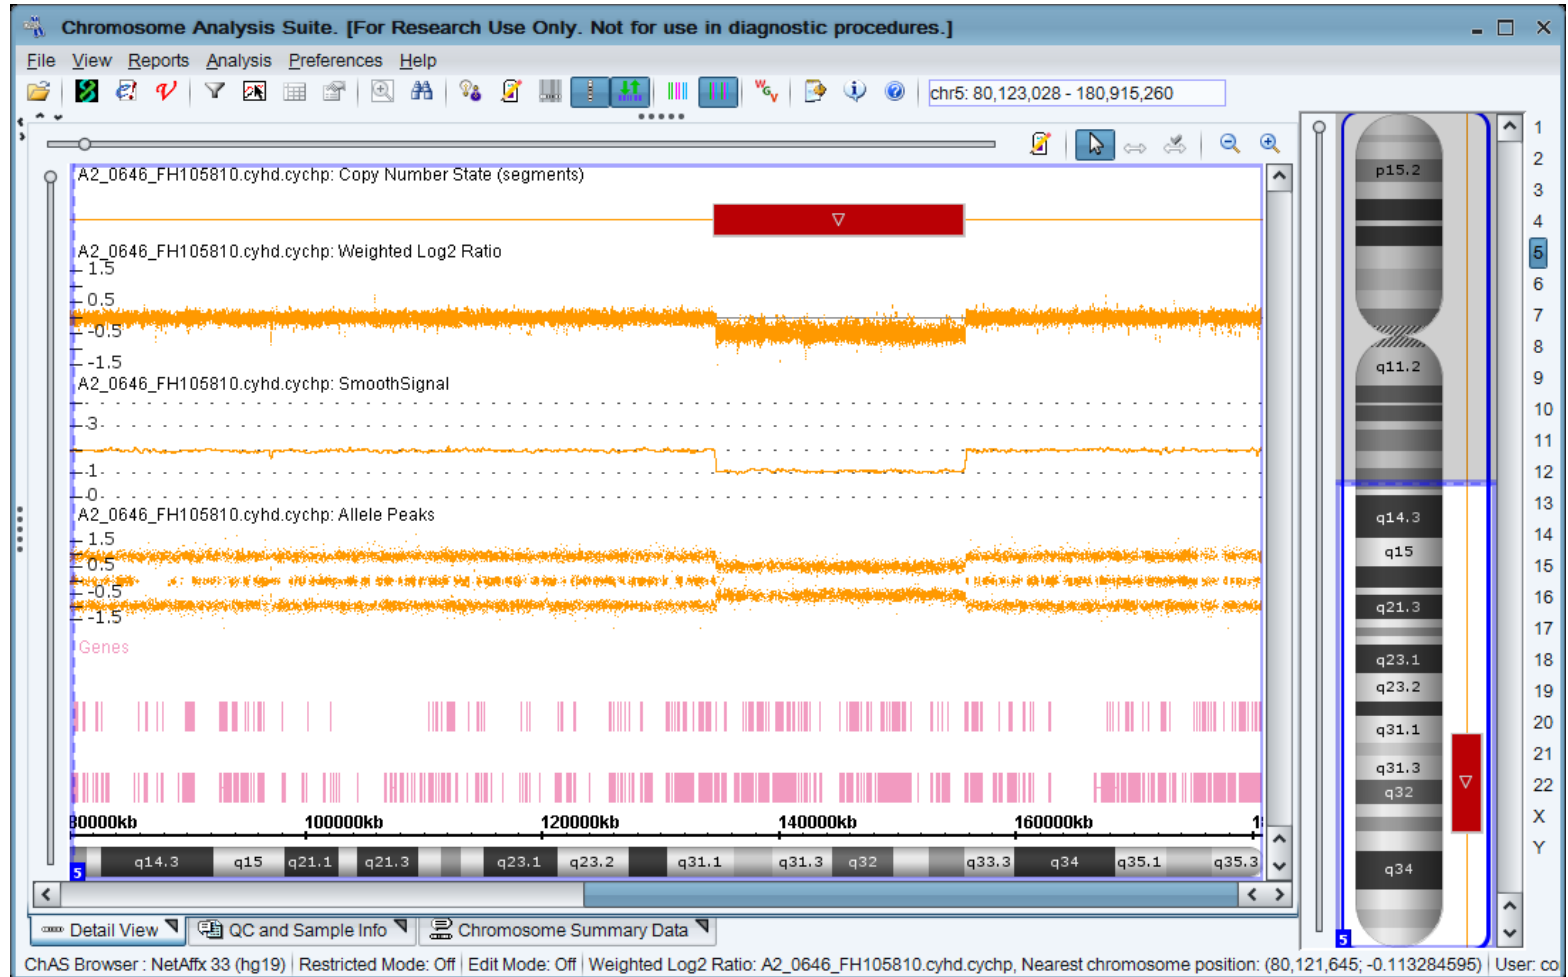 Chromosome Analysis Suite. [For Research Use Only. Not for use in diagnostic procedures.]
File View Reports Analysis Preferences Help
chr5: 80,123,028 - 180,915,260
A2_0646_FH105810.cyhd.cychp: Copy Number State (segments)
A2_0646_FH105810.cyhd.cychp: Weighted Log2 Ratio
1.5
0.5
-0.5
-1.5
A2_0646_FH105810.cyhd.cychp: SmoothSignal
3
1
0
A2_0646_FH105810.cyhd.cychp: Allele Peaks
1.5
0.5
-0.5
-1.5
Genes
80000kb 100000kb 120000kb 140000kb 160000kb 1
q14.3 q15 q21.1 q21.3 q23.1 q23.2 q31.1 q31.3 q32 q33.3 q34 q35.1 q35.3
5
p15.2
q11.2
q14.3
q15
q21.3
q23.1
q23.2
q31.1
q31.3
q32
q34
5
1
2
3
4
5
6
7
8
9
10
11
12
13
14
15
16
17
18
19
20
21
22
X
Y
Detail View QC and Sample Info Chromosome Summary Data
ChAS Browser : NetAffx 33 (hg19) Restricted Mode: Off Edit Mode: Off Weighted Log2 Ratio: A2_0646_FH105810.cyhd.cychp, Nearest chromosome position: (80,121,645; -0.113284595) User: co